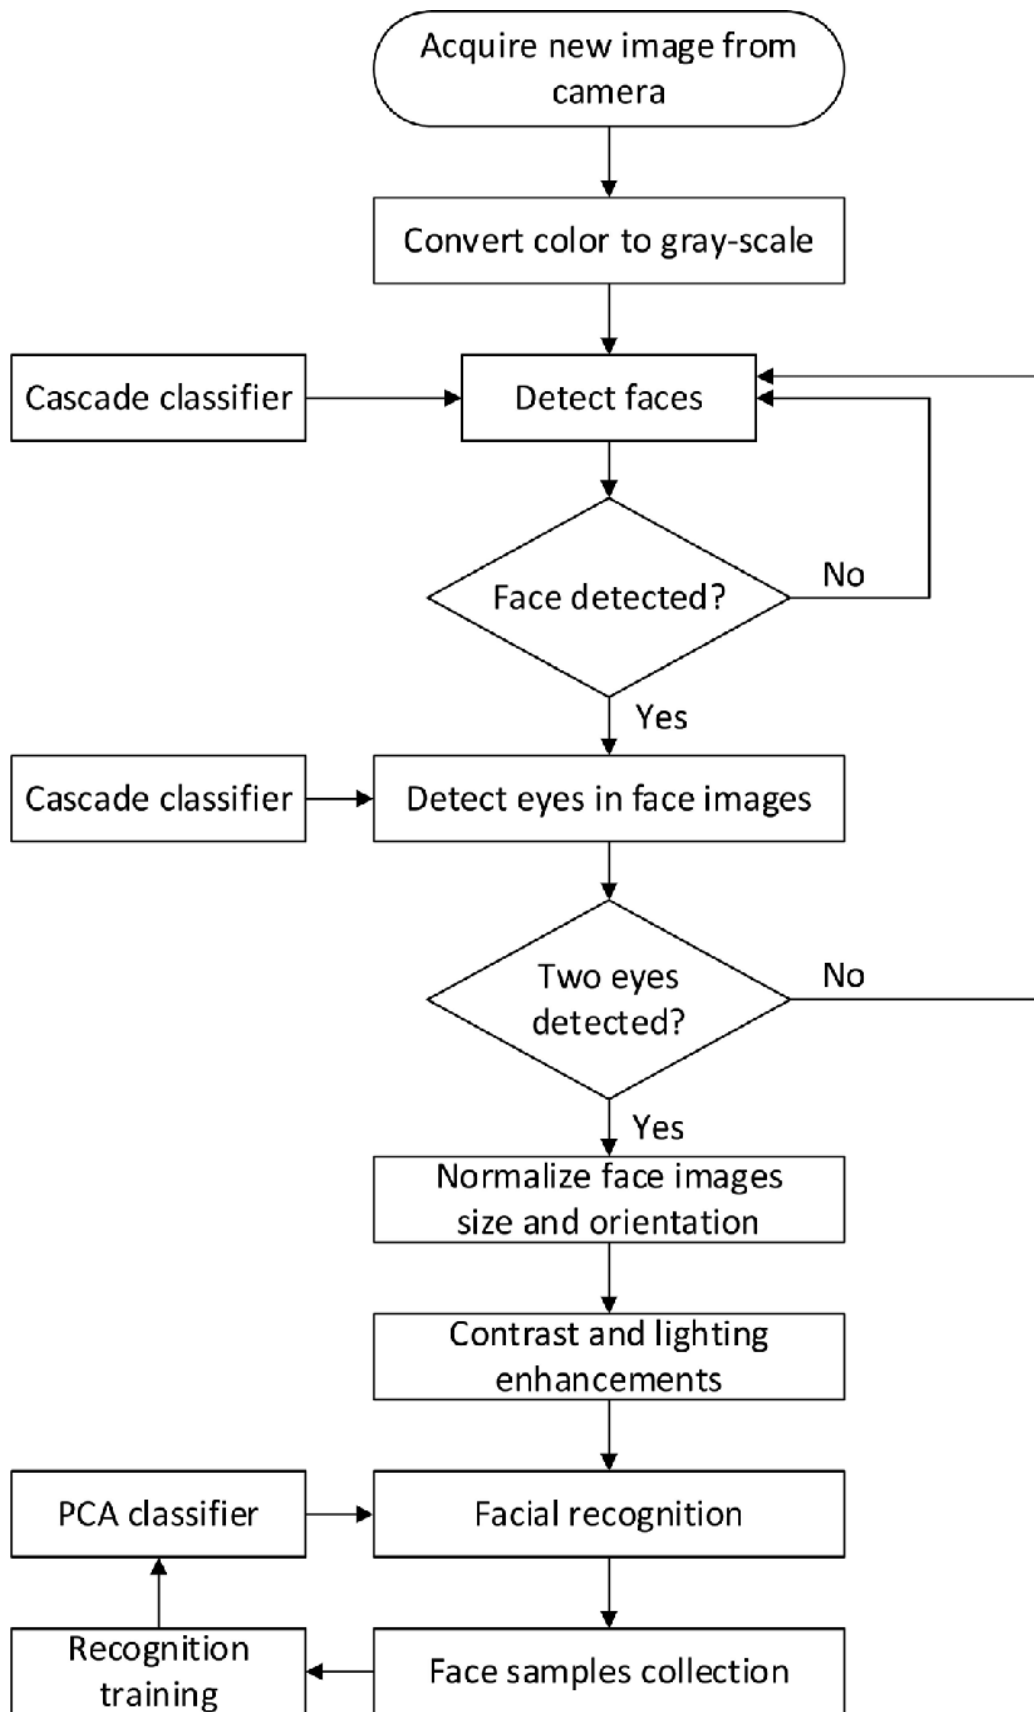 Acquire new image from
camera
Convert color to gray-scale
Cascade classifier
Detect faces
Face detected?
No
Yes
Cascade classifier
Detect eyes in face images
Two eyes
detected?
No
Yes
Normalize face images
size and orientation
Contrast and lighting
enhancements
PCA classifier
Facial recognition
Recognition
training
Face samples collection